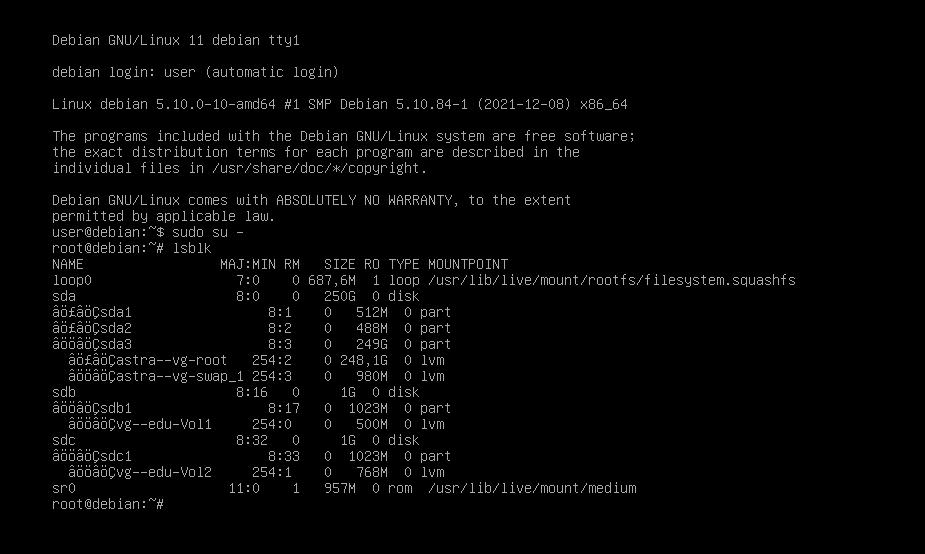 Debian GNU/Linux 11 debian tty1
debian login: user (automatic login)
Linux debian 5.10.0-10-amd64 #1 SMP Debian 5.10.84-1 (2021-12-08) x86_64
The programs included with the Debian GNU/Linux system are free software;
the exact distribution terms for each program are described in the
individual files in /usr/share/doc/*/copyright.
Debian GNU/Linux comes with ABSOLUTELY NO WARRANTY, to the extent
permitted by applicable law.
user@debian:~$ sudo su -
root@debian:~# lsblk
NAME MAJ:MIN RM SIZE RO TYPE MOUNTPOINT
loop0 7:0 0 687,6M 1 loop /usr/lib/live/mount/rootfs/filesystem.squashfs
sda 8:0 0 250G 0 disk
âö£âöÇsda1 8:1 0 512M 0 part
âö£âöÇsda2 8:2 0 488M 0 part
âööâöÇsda3 8:3 0 249G 0 part
âö£âöÇastra--vg-root 254:2 0 248,1G 0 lvm
âööâöÇastra--vg-swap_1 254:3 0 980M 0 lvm
sdb 8:16 0 1G 0 disk
âööâöÇsdb1 8:17 0 1023M 0 part
âööâöÇvg--edu-Vol1 254:0 0 500M 0 lvm
sdc 8:32 0 1G 0 disk
âööâöÇsdc1 8:33 0 1023M 0 part
âööâöÇvg--edu-Vol2 254:1 0 768M 0 lvm
sr0 11:0 1 957M 0 rom /usr/lib/live/mount/medium
root@debian:~#